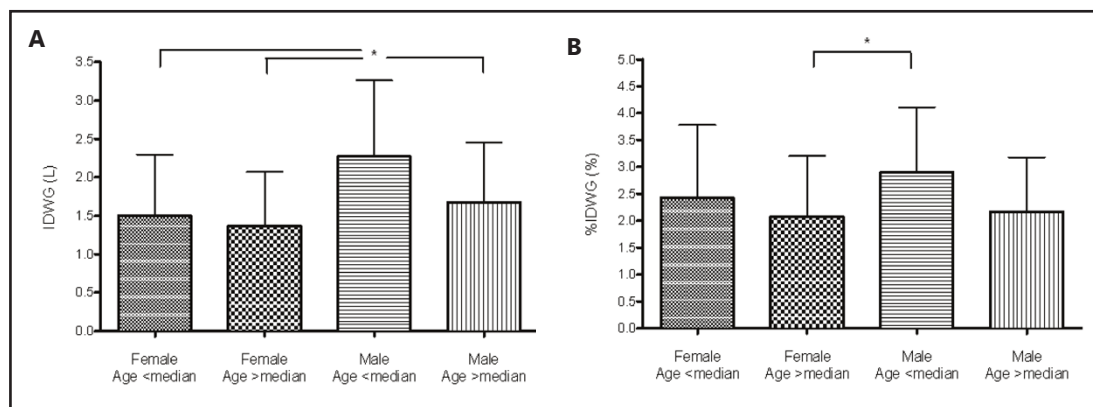 A
*
3.5
3.0
2.5
2.0
1.5
1.0
0.5
0.0
IDWG (L)
Female
Age <median
Female
Age >median
Male
Age <median
Male
Age >median
B
*
5.0
4.5
4.0
3.5
3.0
2.5
2.0
1.5
1.0
0.5
0.0
%IDWG (%)
Female
Age <median
Female
Age >median
Male
Age <median
Male
Age >median